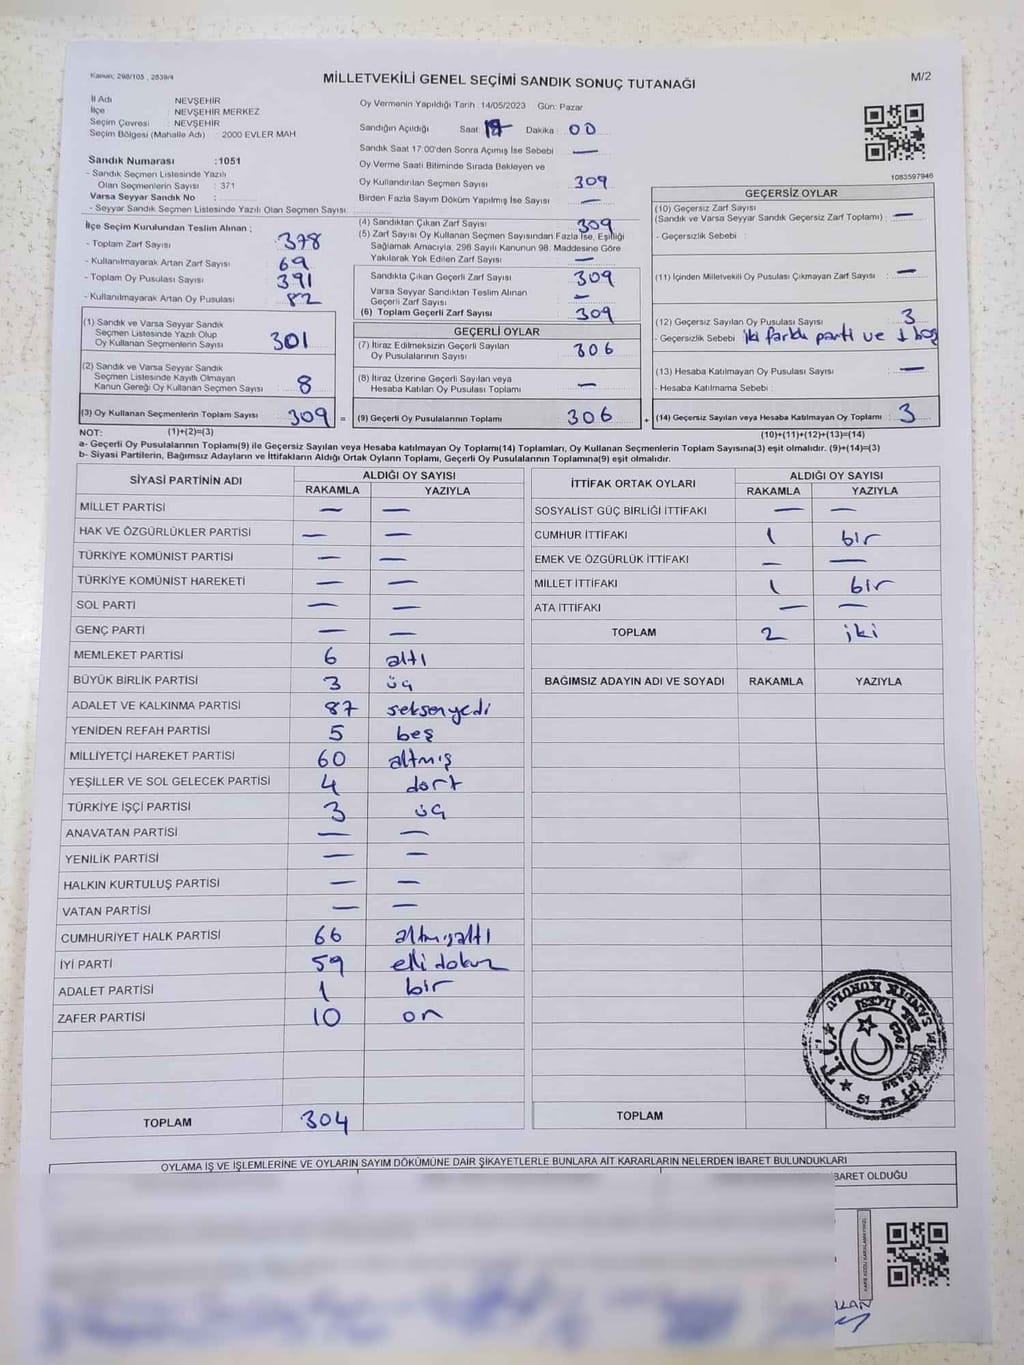 Kanun; 298/105 , 2839/4
MİLLETVEKİLİ GENEL SEÇİMİ SANDIK SONUÇ TUTANAĞI
M/2
İl Adı NEVŞEHİR
İlçe NEVŞEHİR MERKEZ
Seçim Çevresi : NEVŞEHİR
Seçim Bölgesi (Mahalle Adı) : 2000 EVLER MAH
Sandık Numarası :1051
- Sandık Seçmen Listesinde Yazılı
Olan Seçmenlerin Sayısı : 371
Varsa Seyyar Sandık No :
- Seyyar Sandık Seçmen Listesinde Yazılı Olan Seçmen Sayısı:
İlçe Seçim Kurulundan Teslim Alınan ;
- Toplam Zarf Sayısı 378
- Kullanılmayarak Artan Zarf Sayısı 69
- Toplam Oy Pusulası Sayısı 391
- Kullanılmayarak Artan Oy Pusulası 82
(1) Sandık ve Varsa Seyyar Sandık
Seçmen Listesinde Yazılı Olup
Oy Kullanan Seçmenlerin Sayısı 301
(2) Sandık ve Varsa Seyyar Sandık
Seçmen Listesinde Kayıtlı Olmayan
Kanun Gereği Oy Kullanan Seçmen Sayısı 8
(3) Oy Kullanan Seçmenlerin Toplam Sayısı 309 =
Oy Vermenin Yapıldığı Tarih : 14/05/2023 Gün: Pazar
Sandığın Açıldığı Saat: Dakika : 00
Sandık Saat 17:00'den Sonra Açımış İse Sebebi : —
Oy Verme Saati Bitiminde Sırada Bekleyen ve
Oy Kullandırılan Seçmen Sayısı 309
Birden Fazla Sayım Döküm Yapılmış İse Sayısı —
(4) Sandıktan Çıkan Zarf Sayısı 309
(5) Zarf Sayısı Oy Kullanan Seçmen Sayısından Fazla İse, Eşitliği
Sağlamak Amacıyla, 298 Sayılı Kanunun 98. Maddesine Göre
Yakılarak Yok Edilen Zarf Sayısı —
Sandıkta Çıkan Geçerli Zarf Sayısı 309
Varsa Seyyar Sandıktan Teslim Alınan
Geçerli Zarf Sayısı —
(6) Toplam Geçerli Zarf Sayısı 309
GEÇERLİ OYLAR
(7) İtiraz Edilmeksizin Geçerli Sayılan
Oy Pusulalarının Sayısı 306
(8) İtiraz Üzerine Geçerli Sayılan veya
Hesaba Katılan Oy Pusulası Toplamı —
(9) Geçerli Oy Pusulalarının Toplamı 306 +
1083597946
GEÇERSİZ OYLAR
(10) Geçersiz Zarf Sayısı
(Sandık ve Varsa Seyyar Sandık Geçersiz Zarf Toplamı) : —
- Geçersizlik Sebebi :
(11) İçinden Milletvekili Oy Pusulası Çıkmayan Zarf Sayısı : —
(12) Geçersiz Sayılan Oy Pusulası Sayısı 3
- Geçersizlik Sebebi iki farklı parti ve 1 boş
(13) Hesaba Katılmayan Oy Pusulası Sayısı : —
- Hesaba Katılmama Sebebi :
(14) Geçersiz Sayılan veya Hesaba Katılmayan Oy Toplamı : 3
NOT: (1)+(2)=(3)
(10)+(11)+(12)+(13)=(14)
a- Geçerli Oy Pusulalarının Toplamı(9) ile Geçersiz Sayılan veya Hesaba katılmayan Oy Toplamı(14) Toplamları, Oy Kullanan Seçmenlerin Toplam Sayısına(3) eşit olmalıdır. (9)+(14)=(3)
b- Siyasi Partilerin, Bağımsız Adayların ve İttifakların Aldığı Ortak Oyların Toplamı, Geçerli Oy Pusulalarının Toplamına(9) eşit olmalıdır.
SİYASİ PARTİNİN ADI ALDIĞI OY SAYISI
RAKAMLA YAZIYLA
MİLLET PARTİSİ — —
HAK VE ÖZGÜRLÜKLER PARTİSİ — —
TÜRKİYE KOMÜNİST PARTİSİ — —
TÜRKİYE KOMÜNİST HAREKETİ — —
SOL PARTİ — —
GENÇ PARTİ — —
MEMLEKET PARTİSİ 6 altı
BÜYÜK BİRLİK PARTİSİ 3 üç
ADALET VE KALKINMA PARTİSİ 87 seksenyedi
YENİDEN REFAH PARTİSİ 5 beş
MİLLİYETÇİ HAREKET PARTİSİ 60 altmış
YEŞİLLER VE SOL GELECEK PARTİSİ 4 dört
TÜRKİYE İŞÇİ PARTİSİ 3 üç
ANAVATAN PARTİSİ — —
YENİLİK PARTİSİ — —
HALKIN KURTULUŞ PARTİSİ — —
VATAN PARTİSİ — —
CUMHURİYET HALK PARTİSİ 66 altmışaltı
İYİ PARTİ 59 elli dokuz
ADALET PARTİSİ 1 bir
ZAFER PARTİSİ 10 on
TOPLAM 304
İTTİFAK ORTAK OYLARI ALDIĞI OY SAYISI
RAKAMLA YAZIYLA
SOSYALİST GÜÇ BİRLİĞİ İTTİFAKI — —
CUMHUR İTTİFAKI 1 bir
EMEK VE ÖZGÜRLÜK İTTİFAKI — —
MİLLET İTTİFAKI 1 bir
ATA İTTİFAKI — —
TOPLAM 2 iki
BAĞIMSIZ ADAYIN ADI VE SOYADI RAKAMLA YAZIYLA
TOPLAM
T.C. SANDIK KURULU
OYLAMA İŞ VE İŞLEMLERİNE VE OYLARIN SAYIM DÖKÜMÜNE DAİR ŞİKAYETLERLE BUNLARA AİT KARARLARIN NELERDEN İBARET BULUNDUKLARI
İBARET OLDUĞU